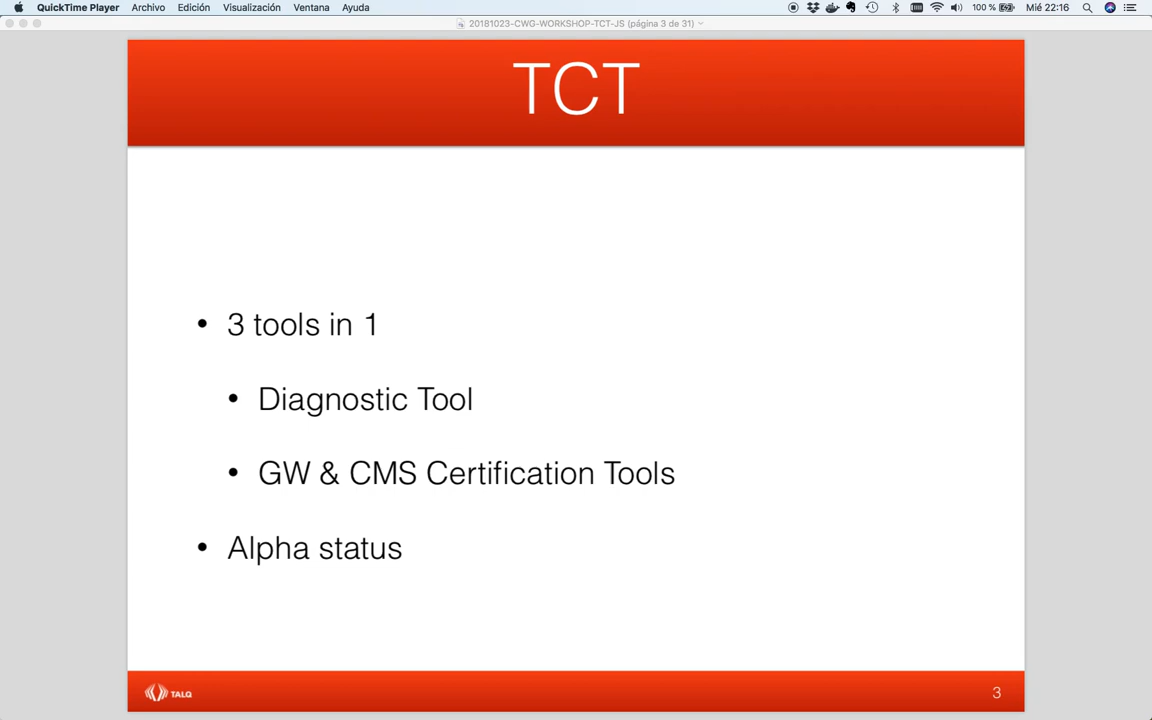 QuickTime Player Archivo Edición Visualización Ventana Ayuda 100 % Mié 22:16
20181023-CWG-WORKSHOP-TCT-JS (página 3 de 31)
TCT
• 3 tools in 1
• Diagnostic Tool
• GW & CMS Certification Tools
• Alpha status
TALQ 3